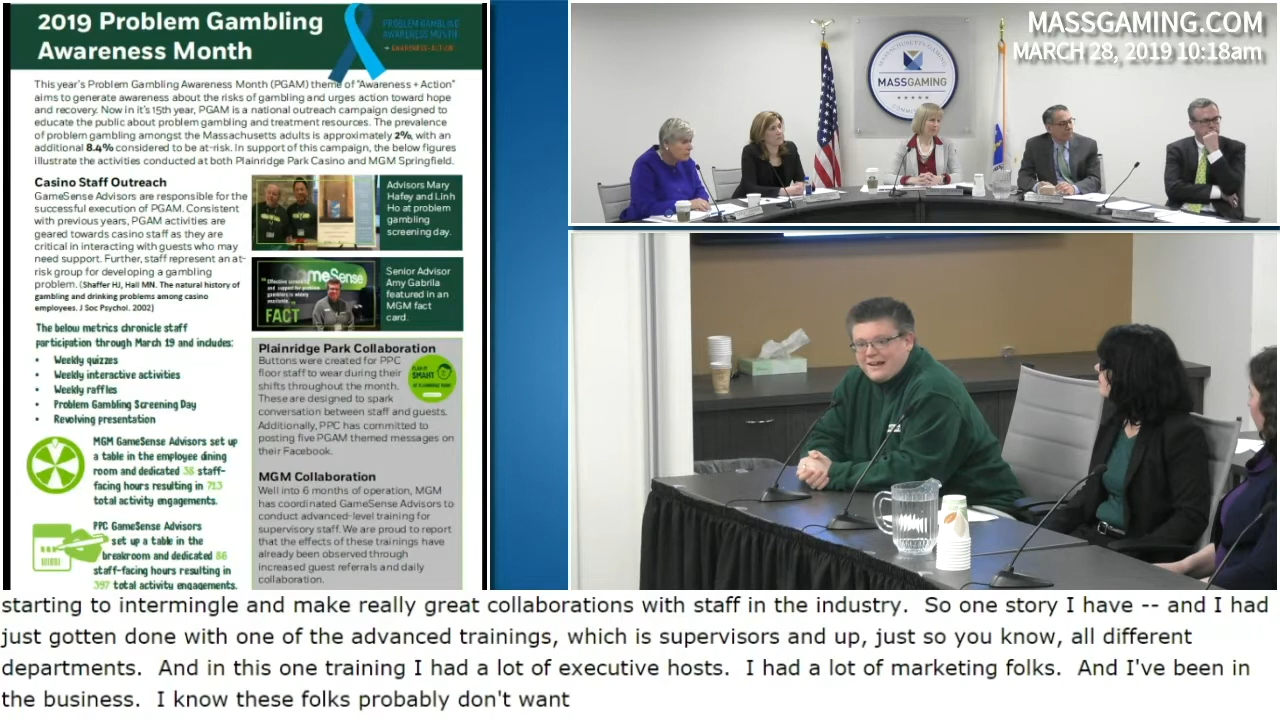 2019 Problem Gambling
Awareness Month
PROBLEM GAMBLING
AWARENESS MONTH
AWARENESS+ACTION
This year's Problem Gambling Awareness Month (PGAM) theme of "Awareness + Action"
aims to generate awareness about the risks of gambling and urges action toward hope
and recovery. Now in it's 15th year, PGAM is a national outreach campaign designed to
educate the public about problem gambling and treatment resources. The prevalence
of problem gambling amongst the Massachusetts adults is approximately 2%, with an
additional 8.4% considered to be at-risk. In support of this campaign, the below figures
illustrate the activities conducted at both Plainridge Park Casino and MGM Springfield.
Casino Staff Outreach
GameSense Advisors are responsible for the
successful execution of PGAM. Consistent
with previous years, PGAM activities are
geared towards casino staff as they are
critical in interacting with guests who may
need support. Further, staff represent an at-
risk group for developing a gambling
problem. (Shaffer HJ, Hall MN. The natural history of
gambling and drinking problems among casino
employees. J Soc Psychol. 2002)
The below metrics chronicle staff
participation through March 19 and includes:
• Weekly quizzes
• Weekly interactive activities
• Weekly raffles
• Problem Gambling Screening Day
• Revolving presentation
MGM GameSense Advisors set up
a table in the employee dining
room and dedicated 38 staff-
facing hours resulting in 713
total activity engagements.
PPC GameSense Advisors
set up a table in the
breakroom and dedicated 86
staff-facing hours resulting in
397 total activity engagements.
Advisors Mary
Hafey and Linh
Ho at problem
gambling
screening day.
GameSense
FACT
Senior Advisor
Amy Gabrila
featured in an
MGM fact
card.
Plainridge Park Collaboration
Buttons were created for PPC
floor staff to wear during their
shifts throughout the month.
These are designed to spark
conversation between staff and guests.
Additionally, PPC has committed to
posting five PGAM themed messages on
their Facebook.
SMAHT
MGM Collaboration
Well into 6 months of operation, MGM
has coordinated GameSense Advisors to
conduct advanced-level training for
supervisory staff. We are proud to report
that the effects of these trainings have
already been observed through
increased guest referrals and daily
collaboration.
MASSGAMING.COM
MARCH 28, 2019 10:18am
MASSACHUSETTS GAMING
MASSGAMING
starting to intermingle and make really great collaborations with staff in the industry. So one story I have -- and I had
just gotten done with one of the advanced trainings, which is supervisors and up, just so you know, all different
departments. And in this one training I had a lot of executive hosts. I had a lot of marketing folks. And I've been in
the business. I know these folks probably don't want